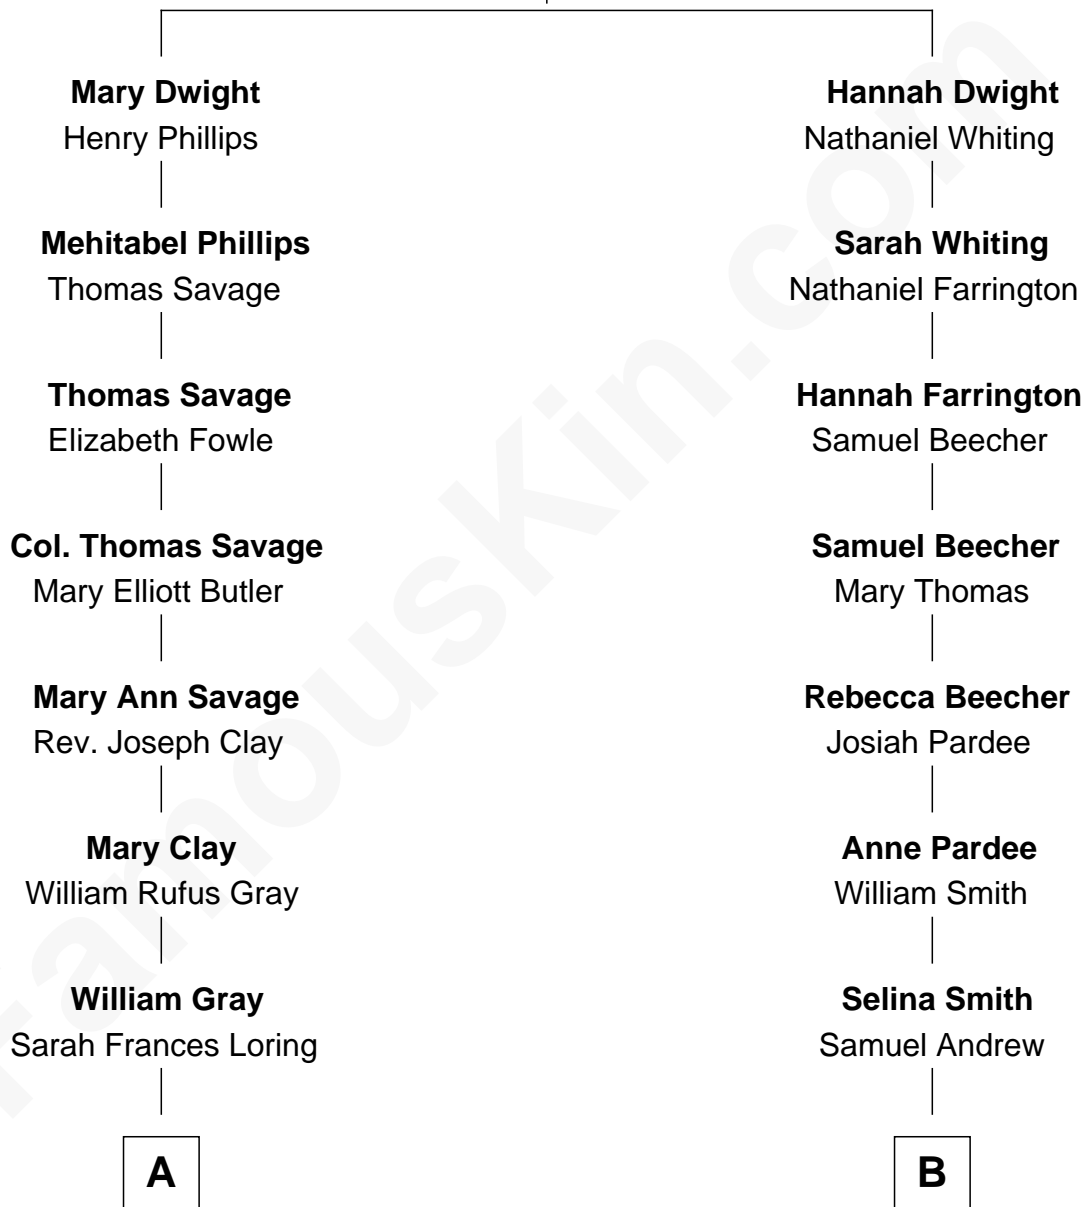 Mary Dwight
Henry Phillips
Mehitabel Phillips
Thomas Savage
Thomas Savage
Elizabeth Fowle
Col. Thomas Savage
Mary Elliott Butler
Mary Ann Savage
Rev. Joseph Clay
Mary Clay
William Rufus Gray
William Gray
Sarah Frances Loring
A
Hannah Dwight
Nathaniel Whiting
Sarah Whiting
Nathaniel Farrington
Hannah Farrington
Samuel Beecher
Samuel Beecher
Mary Thomas
Rebecca Beecher
Josiah Pardee
Anne Pardee
William Smith
Selina Smith
Samuel Andrew
B
FamousKin.com